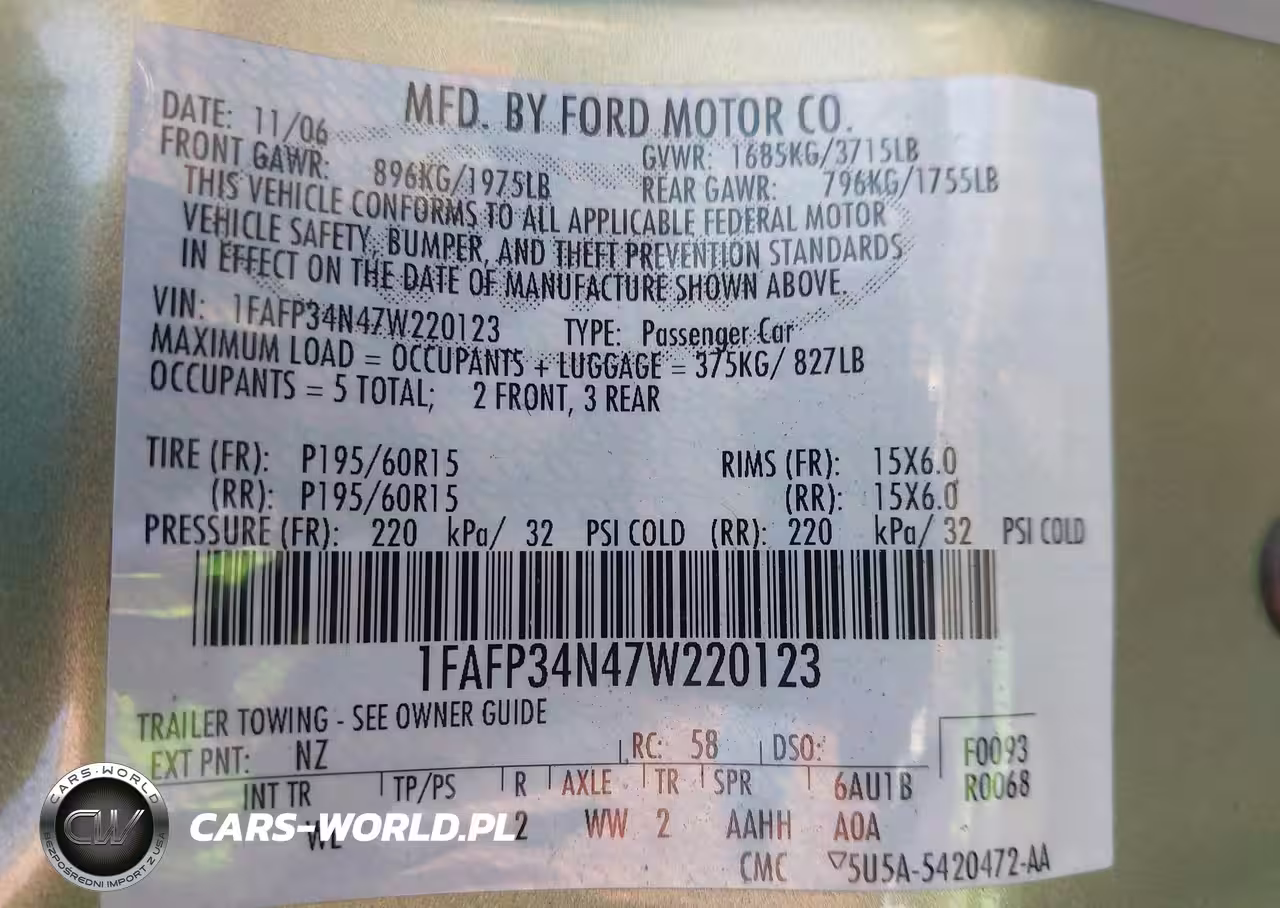 MFD. BY FORD MOTOR CO.
DATE: 11/06
GVWR: 1685KG/3715LB
FRONT GAWR: 896KG/1975LB REAR GAWR: 796KG/1755LB
THIS VEHICLE CONFORMS TO ALL APPLICABLE FEDERAL MOTOR
VEHICLE SAFETY, BUMPER, AND THEFT PREVENTION STANDARDS
IN EFFECT ON THE DATE OF MANUFACTURE SHOWN ABOVE.
VIN: 1FAFP34N47W220123 TYPE: Passenger Car
MAXIMUM LOAD = OCCUPANTS + LUGGAGE = 375KG/ 827LB
OCCUPANTS = 5 TOTAL; 2 FRONT, 3 REAR
TIRE (FR): P195/60R15 RIMS (FR): 15X6.0
(RR): P195/60R15 (RR): 15X6.0
PRESSURE (FR): 220 kPa/ 32 PSI COLD (RR): 220 kPa/ 32 PSI COLD
1FAFP34N47W220123
TRAILER TOWING - SEE OWNER GUIDE
EXT PNT: NZ RC: 58 DSO: F0093
INT TR TP/PS R AXLE TR SPR 6AU1B R0068
2 WW 2 AAHH A0A
CMC 5U5A-5420472-AA
CARS-WORLD
CW
BEZPOŚREDNI IMPORT Z USA
CARS-WORLD.PL